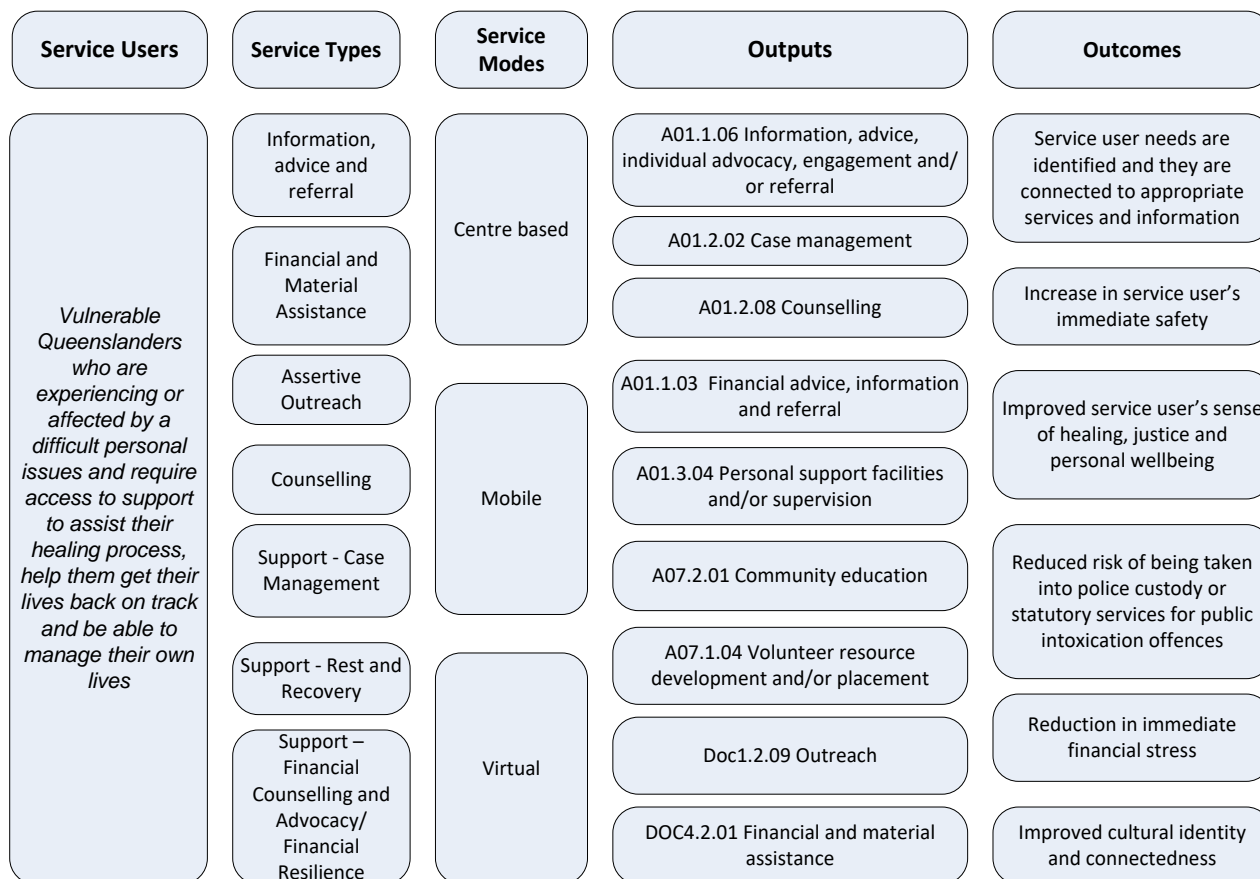 Service Users
Service Types
Service
Modes
Outputs
Outcomes
Vulnerable
Queenslanders
who are
experiencing or
affected by a
difficult personal
issues and require
access to support
to assist their
healing process,
help them get their
lives back on track
and be able to
manage their own
lives
Information,
advice and
referral
Financial and
Material
Assistance
Assertive
Outreach
Counselling
Support - Case
Management
Support - Rest and
Recovery
Support –
Financial
Counselling and
Advocacy/
Financial
Resilience
Centre based
Mobile
Virtual
A01.1.06 Information, advice,
individual advocacy, engagement and/
or referral
A01.2.02 Case management
A01.2.08 Counselling
A01.1.03  Financial advice, information
and referral
A01.3.04 Personal support facilities
and/or supervision
A07.2.01 Community education
A07.1.04 Volunteer resource
development and/or placement
Doc1.2.09 Outreach
DOC4.2.01 Financial and material
assistance
Service user needs are
identified and they are
connected to appropriate
services and information
Increase in service user’s
immediate safety
Improved service user’s sense
of healing, justice and
personal wellbeing
Reduced risk of being taken
into police custody or
statutory services for public
intoxication offences
Reduction in immediate
financial stress
Improved cultural identity
and connectedness